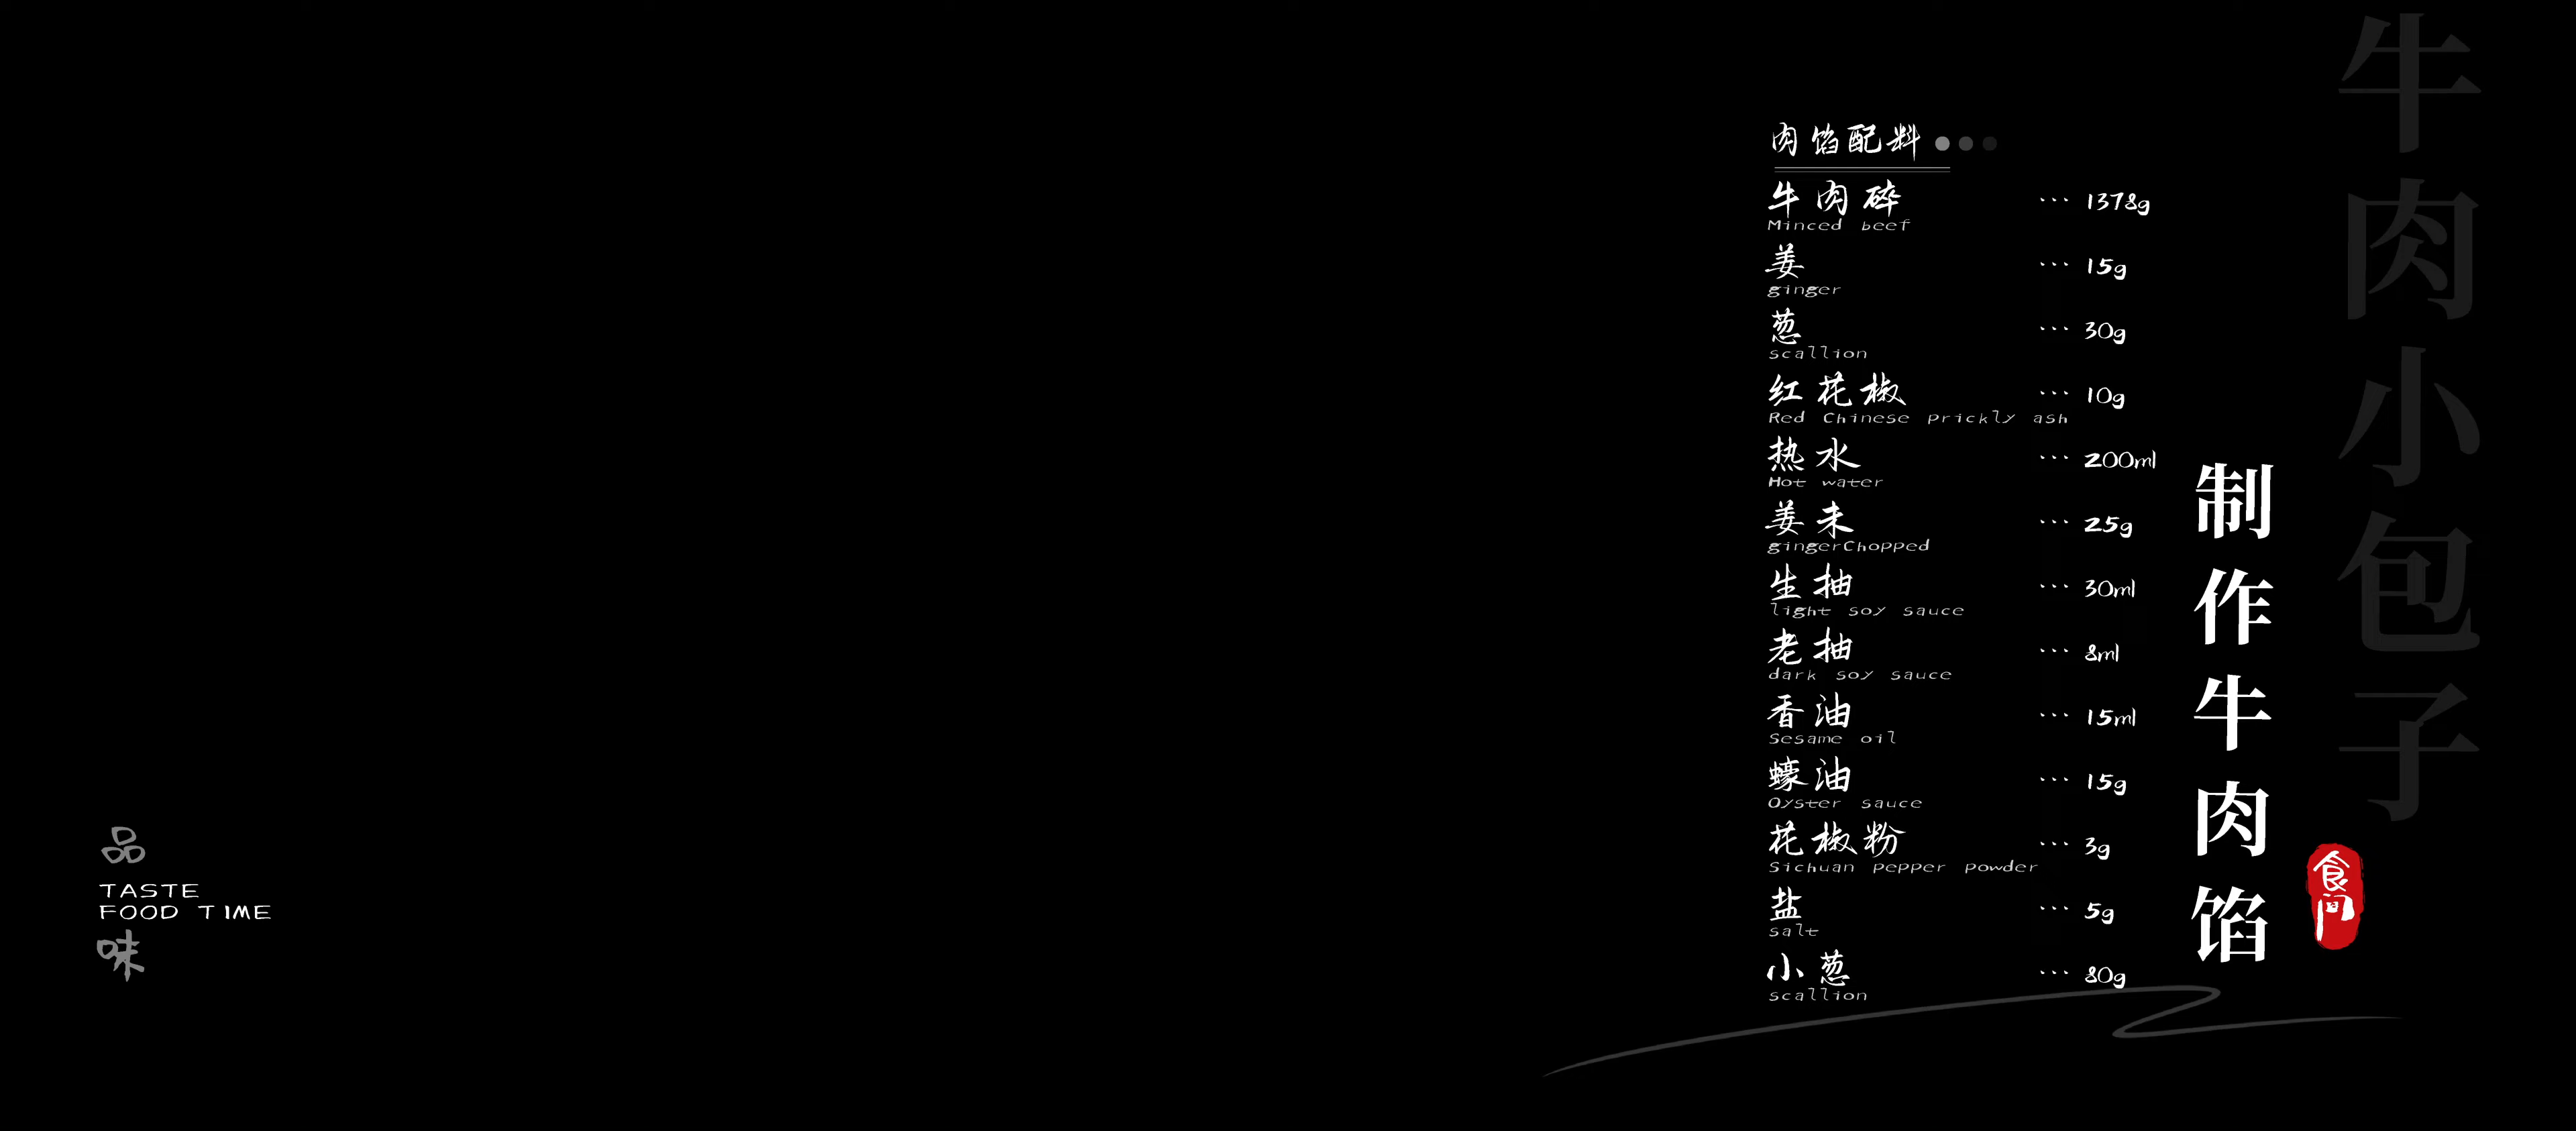 牛肉小包子
制作牛肉馅
食间
肉馅配料
牛肉碎 ··· 1378g
Minced beef
姜 ··· 15g
ginger
葱 ··· 30g
scallion
红花椒 ··· 10g
Red Chinese prickly ash
热水 ··· 200ml
Hot water
姜末 ··· 25g
gingerChopped
生抽 ··· 30ml
light soy sauce
老抽 ··· 8ml
dark soy sauce
香油 ··· 15ml
Sesame oil
蠔油 ··· 15g
Oyster sauce
花椒粉 ··· 3g
Sichuan pepper powder
盐 ··· 5g
salt
小葱 ··· 80g
scallion
品
TASTE
FOOD TIME
味